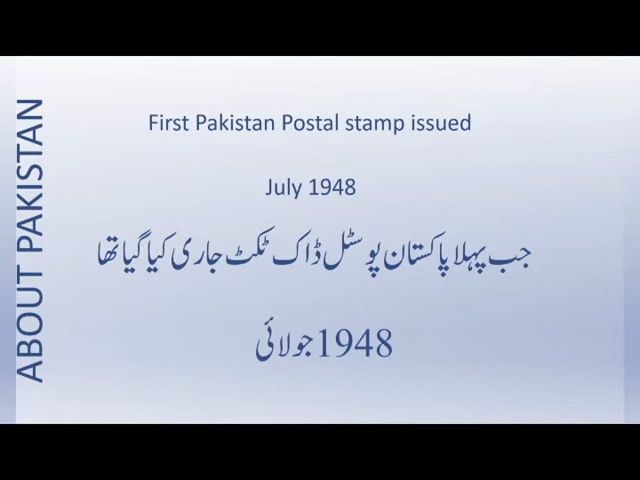 ABOUT PAKISTAN
First Pakistan Postal stamp issued
July 1948
جب پہلا پاکستان پوسٹل ڈاک ٹکٹ جاری کیا گیا تھا
1948 جولائی